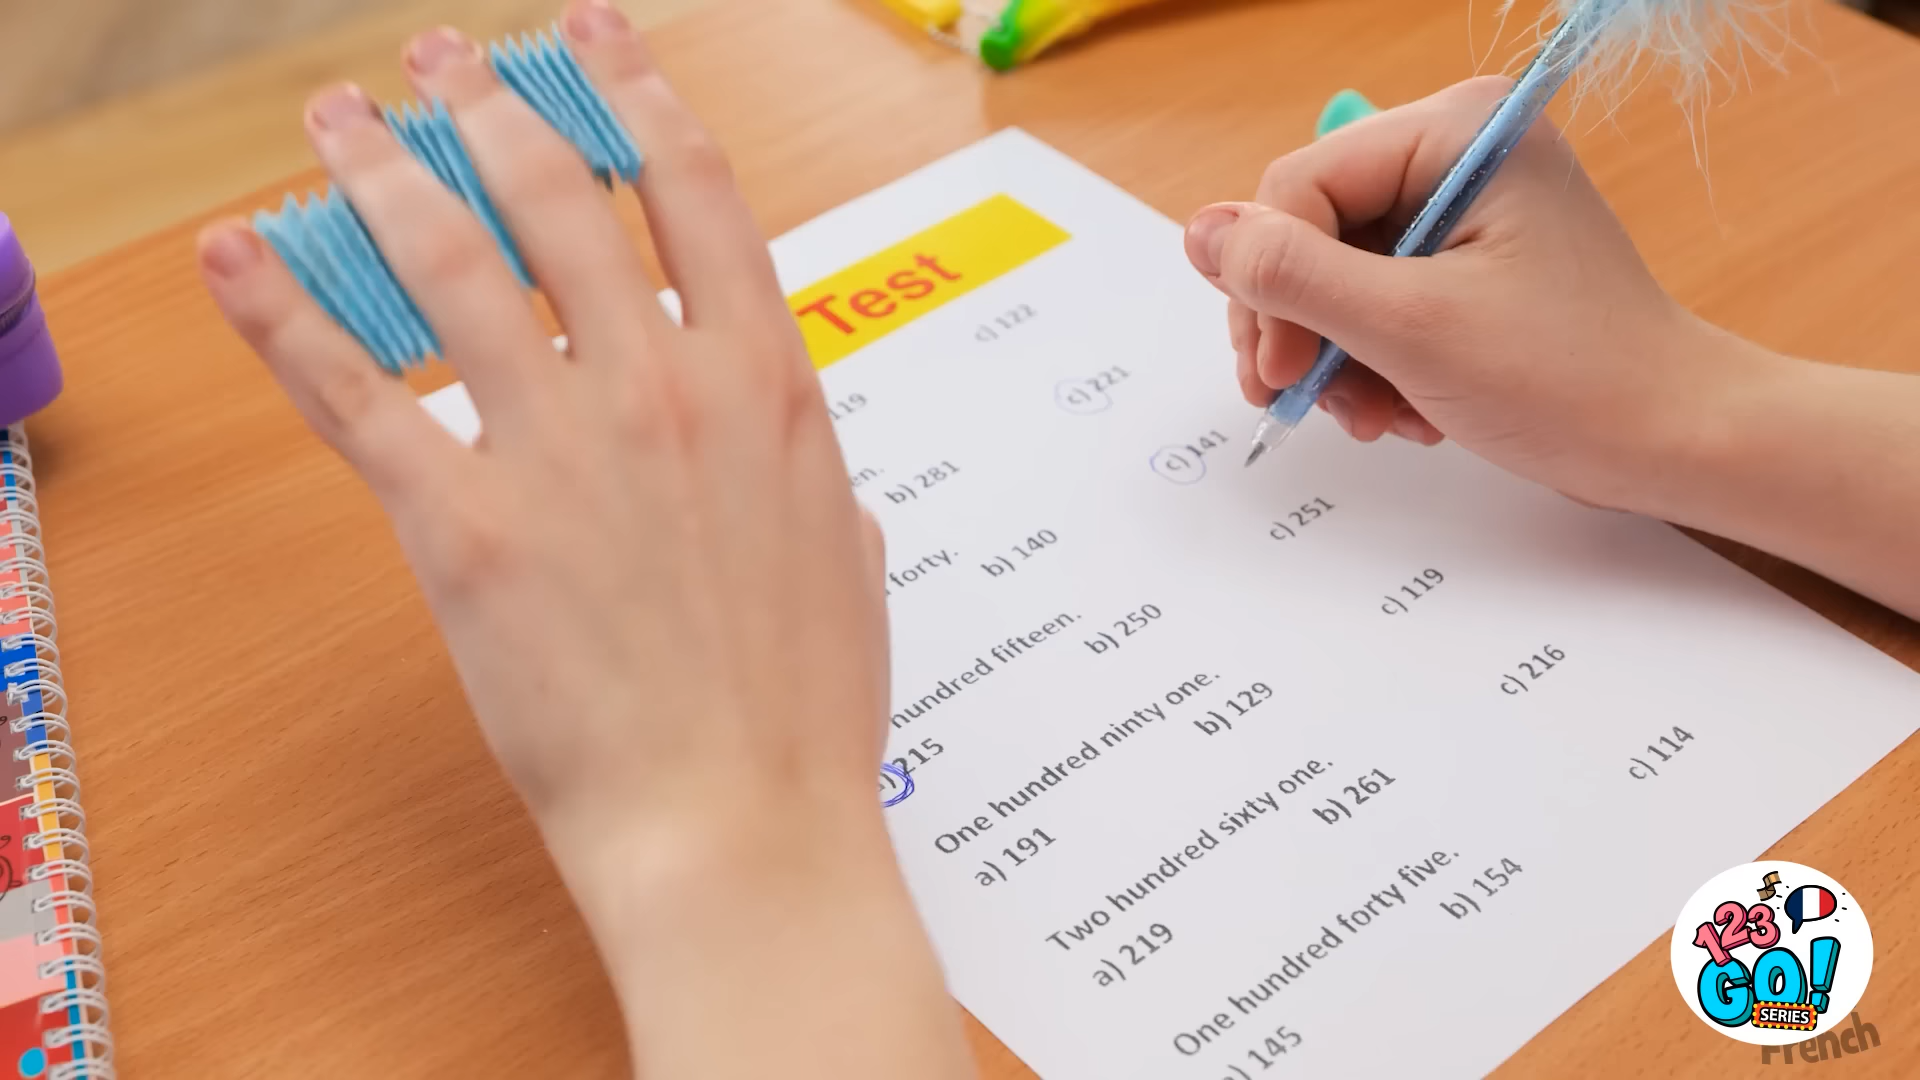 Test
c) 122
119
c) 221
en.
b) 281
c) 141
forty.
b) 140
c) 251
hundred fifteen.
215
b) 250
c) 119
One hundred ninty one.
a) 191
b) 129
c) 216
Two hundred sixty one.
a) 219
b) 261
c) 114
One hundred forty five.
) 145
b) 154
123
GO!
SERIES
French